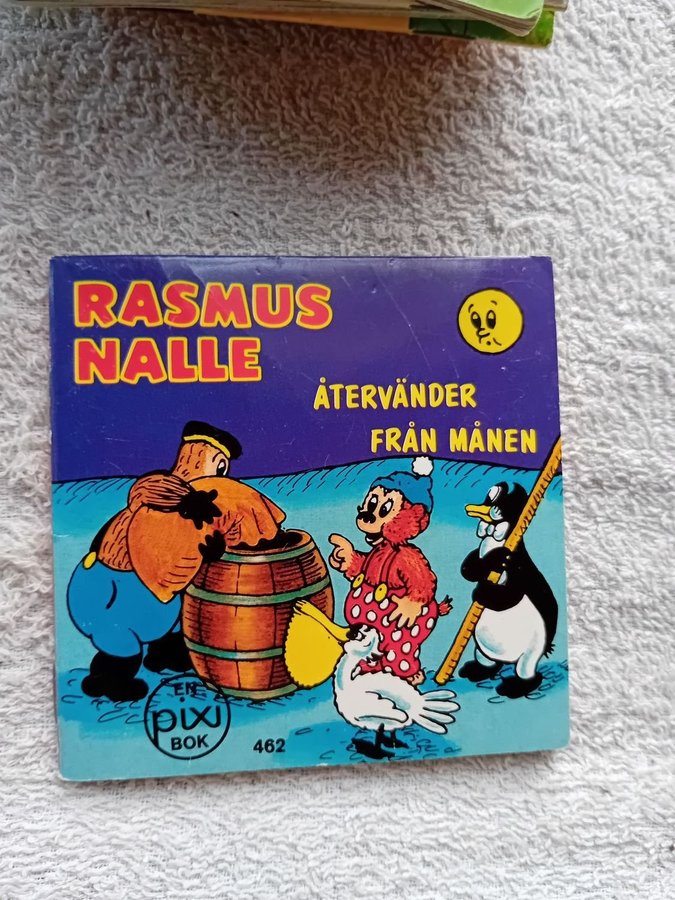 RASMUS
NALLE
ÅTERVÄNDER
FRÅN MÅNEN
EN
pixi
BOK
462